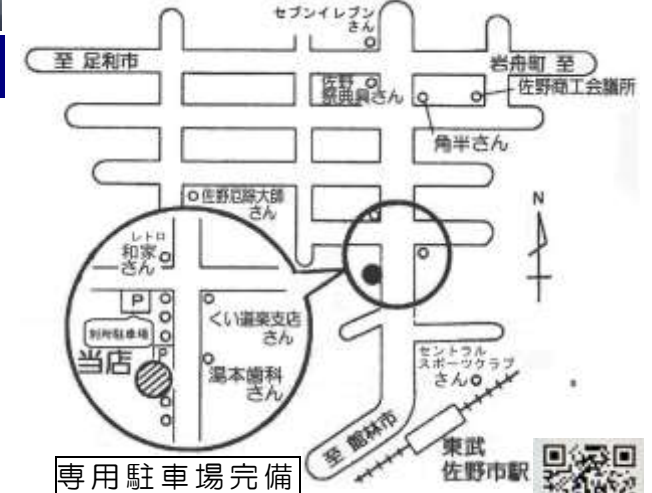 セブンイレブン
さん
至 足利市
岩舟町 至
佐野
祭典具さん
佐野商工会議所
角半さん
佐野厄除大師
さん
N
レトロ
和家
さん
P
くい道楽支店
さん
別所駐車場
P
当店
湯本歯科
さん
セントラル
スポーツクラブ
さん
至 館林市
東武
佐野市駅
専用駐車場完備